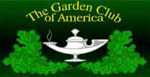 The Garden Club
of America